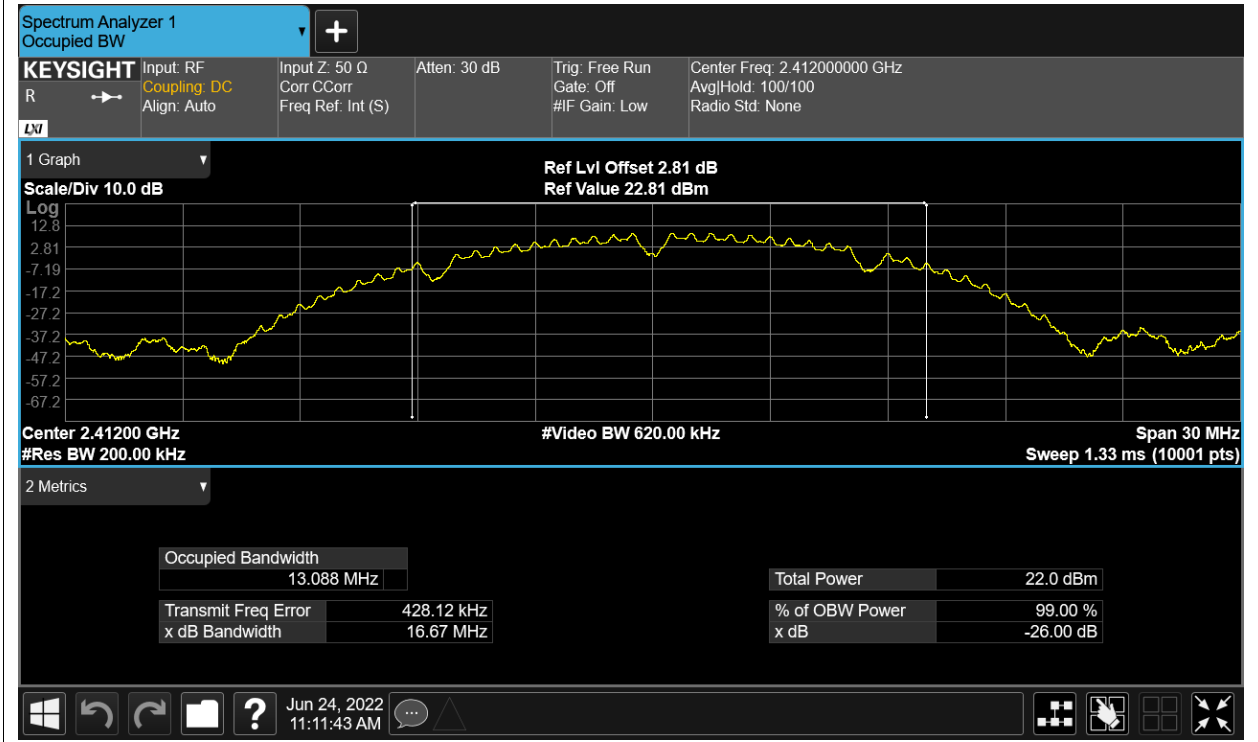 Spectrum Analyzer 1
Occupied BW
KEYSIGHT Input: RF Input Z: 50 Ω Atten: 30 dB Trig: Free Run Center Freq: 2.412000000 GHz
R Coupling: DC Corr CCorr Gate: Off Avg|Hold: 100/100
Align: Auto Freq Ref: Int (S) #IF Gain: Low Radio Std: None
LXI
1 Graph
Ref Lvl Offset 2.81 dB
Scale/Div 10.0 dB Ref Value 22.81 dBm
Log
12.8
2.81
-7.19
-17.2
-27.2
-37.2
-47.2
-57.2
-67.2
Center 2.41200 GHz #Video BW 620.00 kHz Span 30 MHz
#Res BW 200.00 kHz Sweep 1.33 ms (10001 pts)
2 Metrics
Occupied Bandwidth
13.088 MHz Total Power 22.0 dBm
Transmit Freq Error 428.12 kHz % of OBW Power 99.00 %
x dB Bandwidth 16.67 MHz x dB -26.00 dB
? Jun 24, 2022
11:11:43 AM